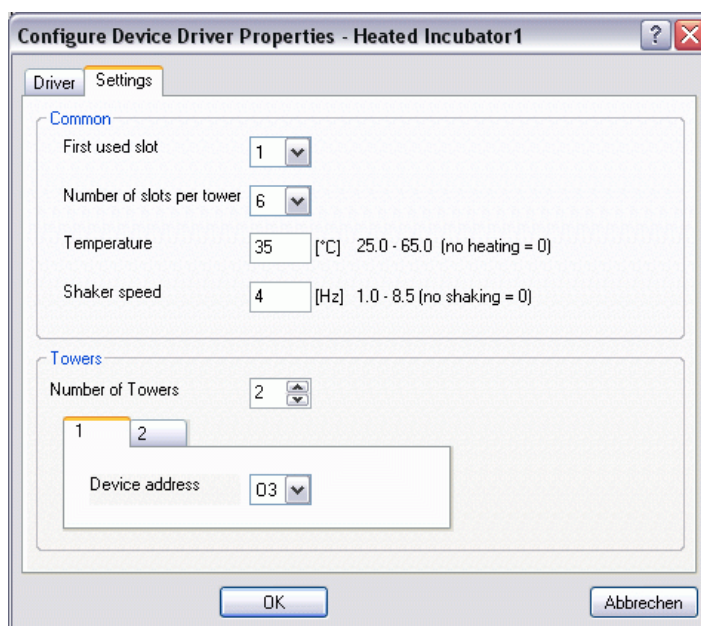 Configure Device Driver Properties - Heated Incubator1
Driver Settings
Common
First used slot 1
Number of slots per tower 6
Temperature 35 [°C] 25.0 - 65.0 (no heating = 0)
Shaker speed 4 [Hz] 1.0 - 8.5 (no shaking = 0)
Towers
Number of Towers 2
1 2
Device address O3
OK Abbrechen